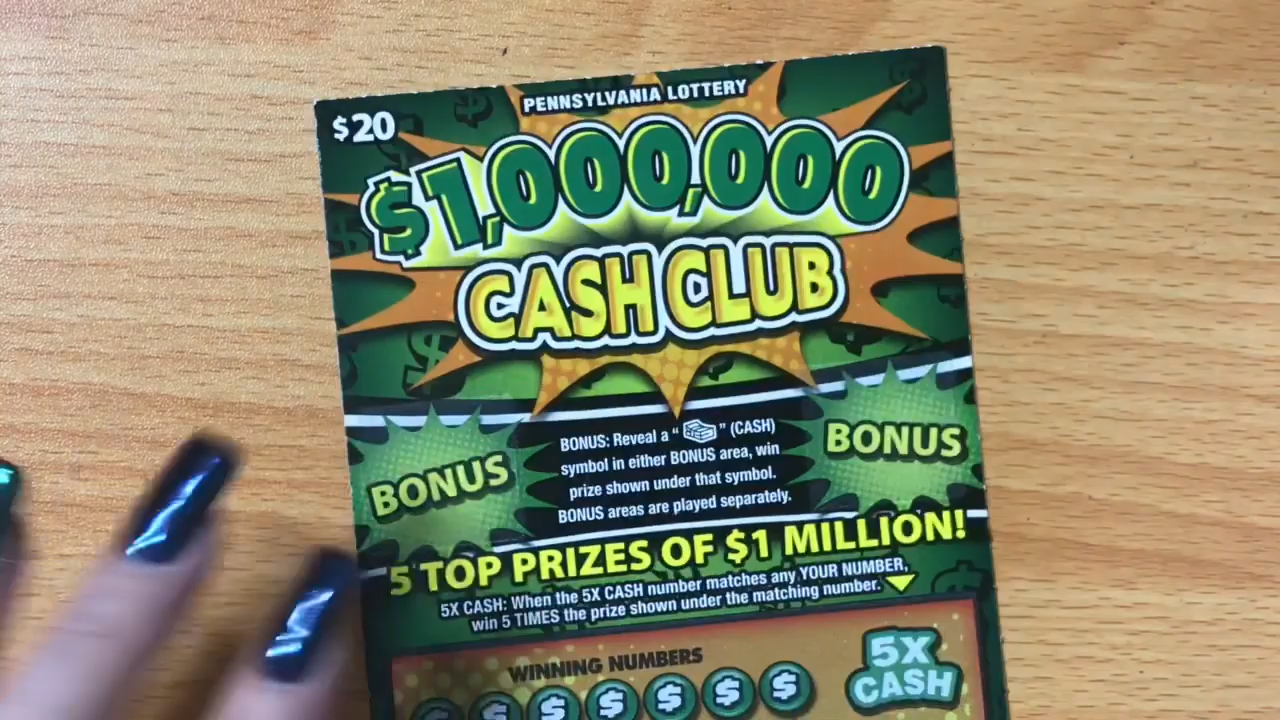 PENNSYLVANIA LOTTERY
$20
$1,000,000
CASH CLUB
BONUS
BONUS: Reveal a " " (CASH)
symbol in either BONUS area, win
prize shown under that symbol.
BONUS areas are played separately.
BONUS
5 TOP PRIZES OF $1 MILLION!
5X CASH: When the 5X CASH number matches any YOUR NUMBER,
win 5 TIMES the prize shown under the matching number.
WINNING NUMBERS
$ $ $ $ $ $ $
5X
CASH